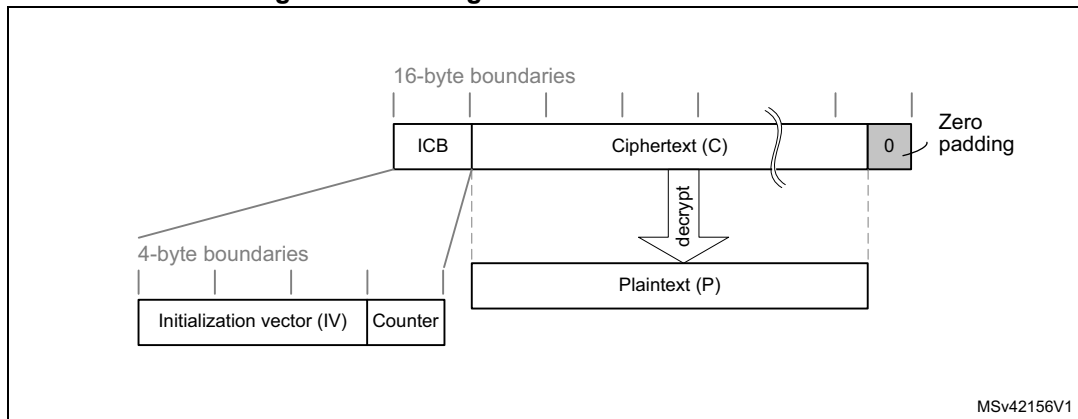 16-byte boundaries
ICB
Ciphertext (C)
0
Zero
padding
decrypt
4-byte boundaries
Plaintext (P)
Initialization vector (IV)
Counter
MSv42156V1